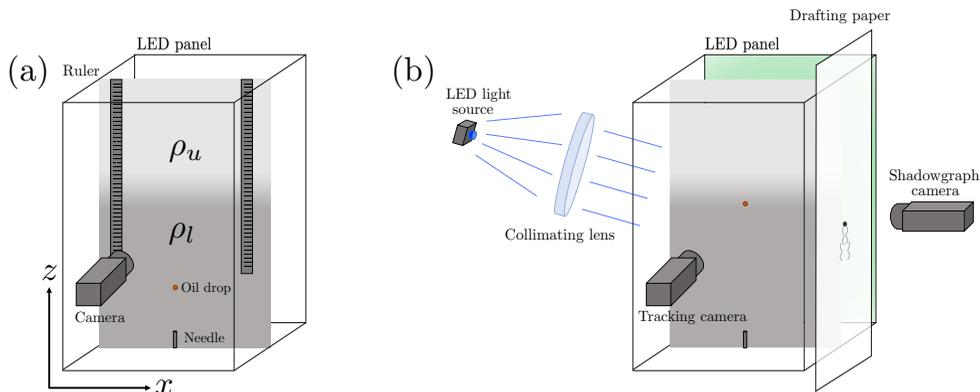 (a)
LED panel
Ruler
ρu
ρl
Oil drop
Needle
Camera
z
x
(b)
LED panel
Drafting paper
LED light
source
Collimating lens
Shadowgraph
camera
Tracking camera